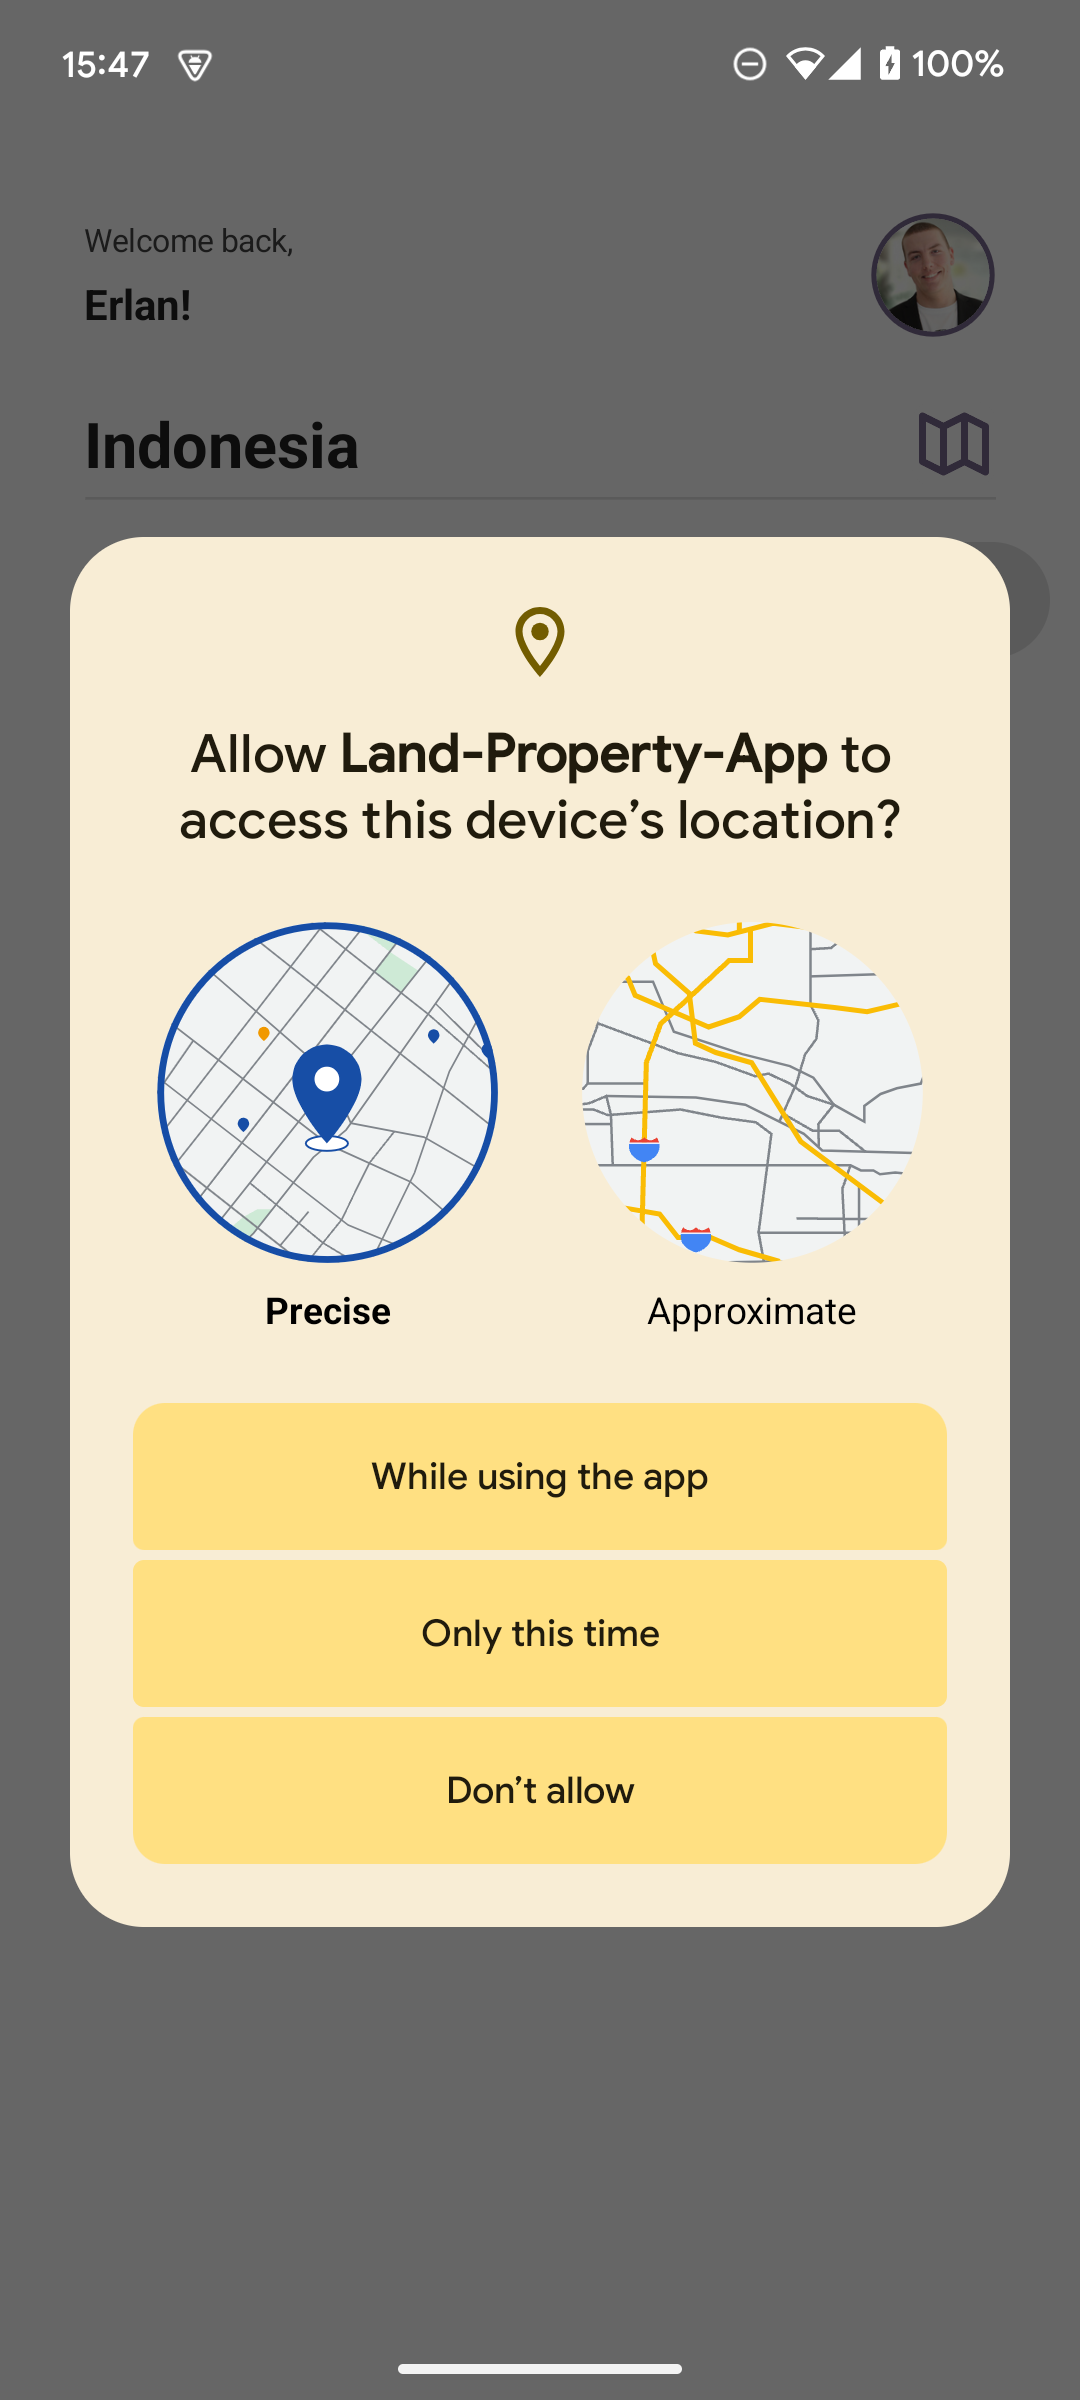 15:47
100%
Welcome back,
Erlan!
Indonesia
Allow Land-Property-App to
access this device’s location?
Precise
Approximate
While using the app
Only this time
Don’t allow